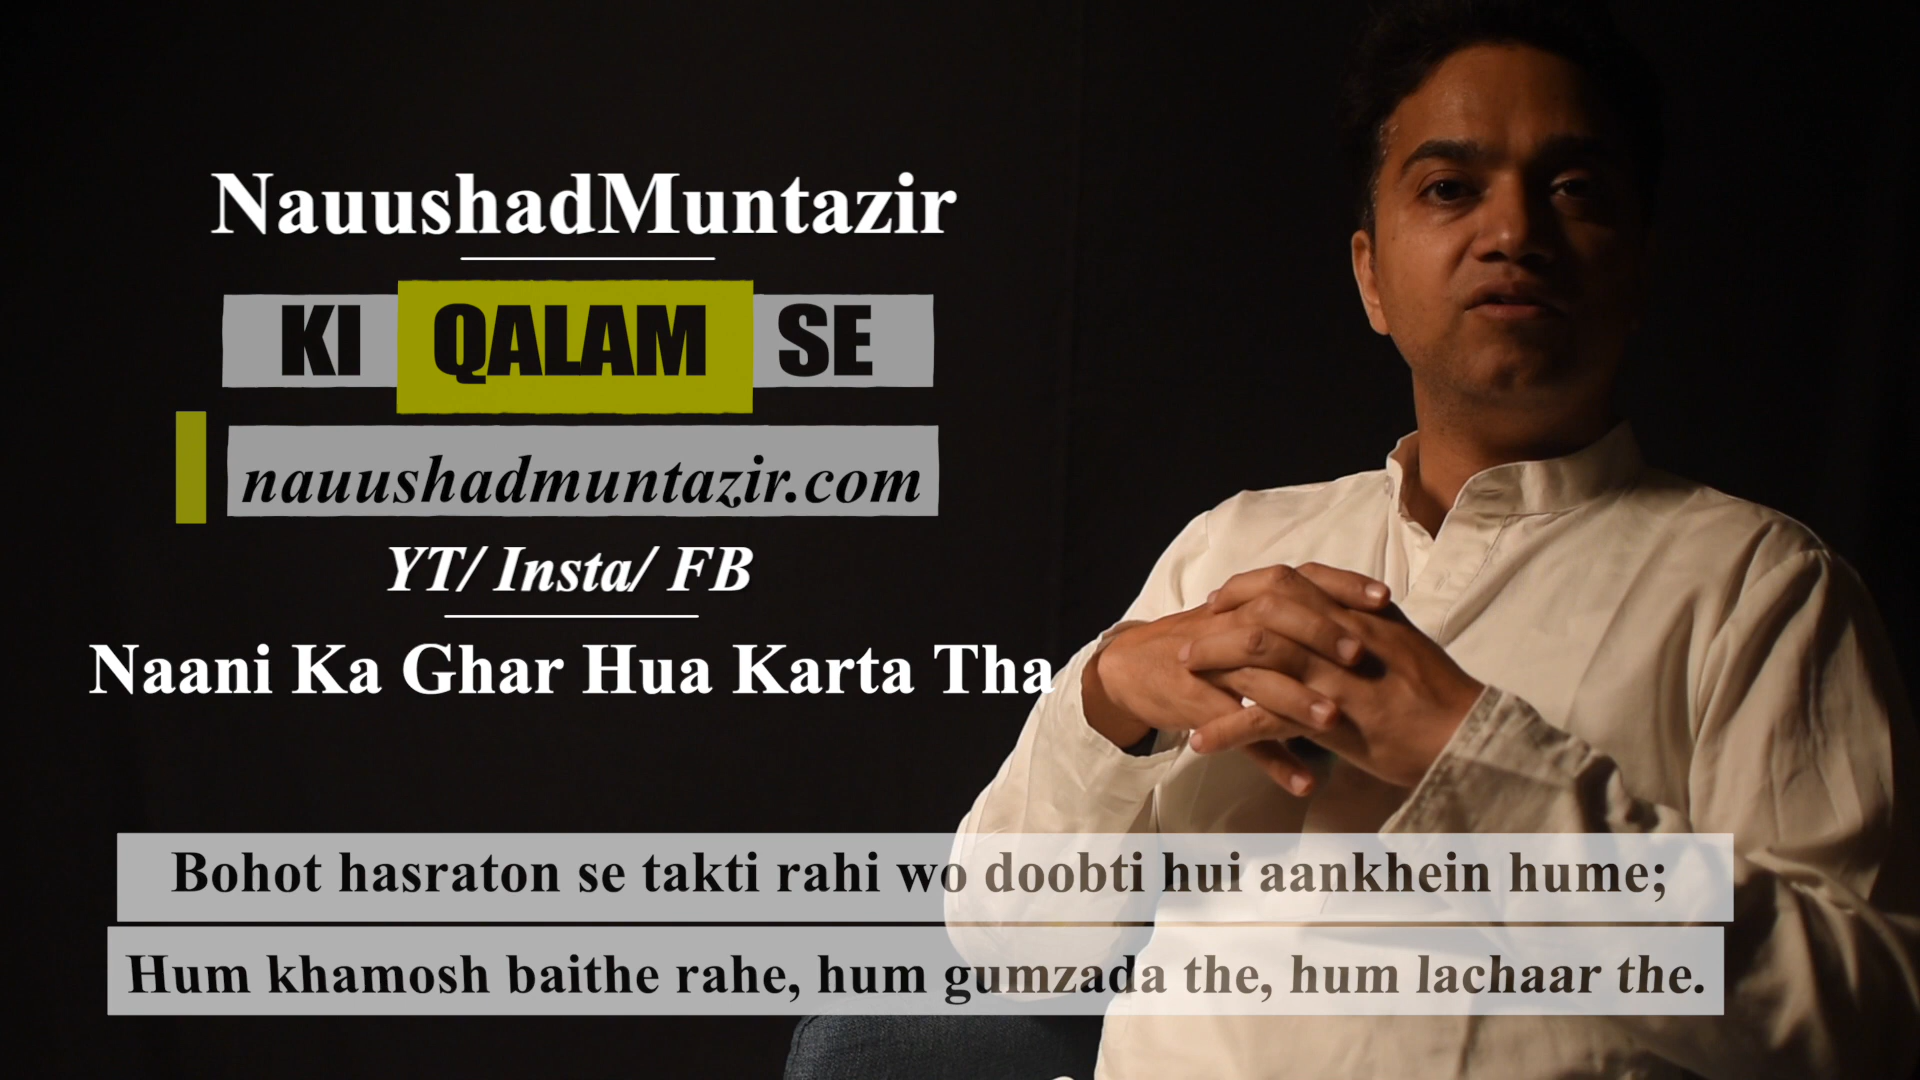 NauushadMuntazir
KI QALAM SE
nauushadmuntazir.com
YT/ Insta/ FB
Naani Ka Ghar Hua Karta Tha
Bohot hasraton se takti rahi wo doobti hui aankhein hume;
Hum khamosh baithe rahe, hum gumzada the, hum lachaar the.